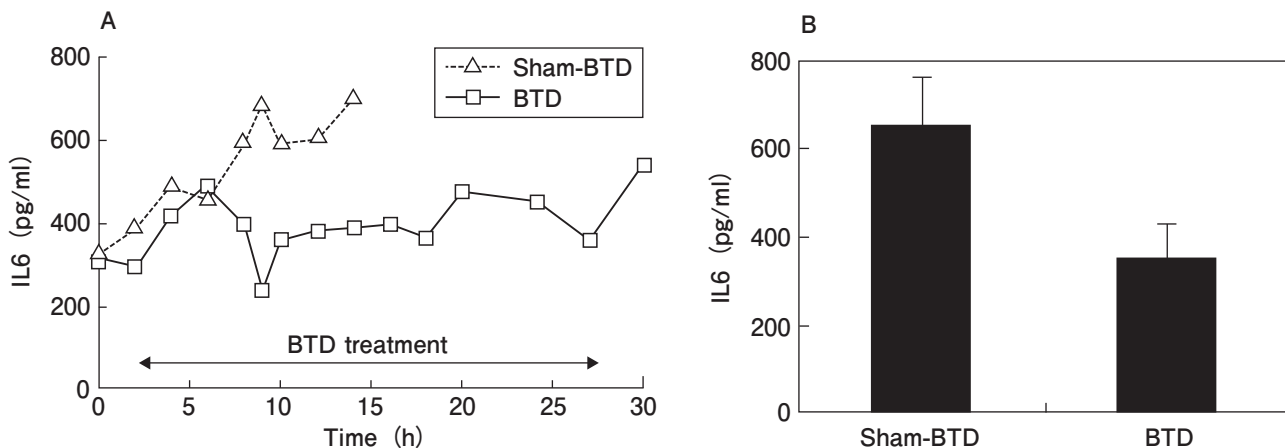 A
800
600
400
200
0
IL6 (pg/ml)
Sham-BTD
BTD
BTD treatment
0 5 10 15 20 25 30
Time (h)
B
800
600
400
200
0
IL6 (pg/ml)
Sham-BTD BTD